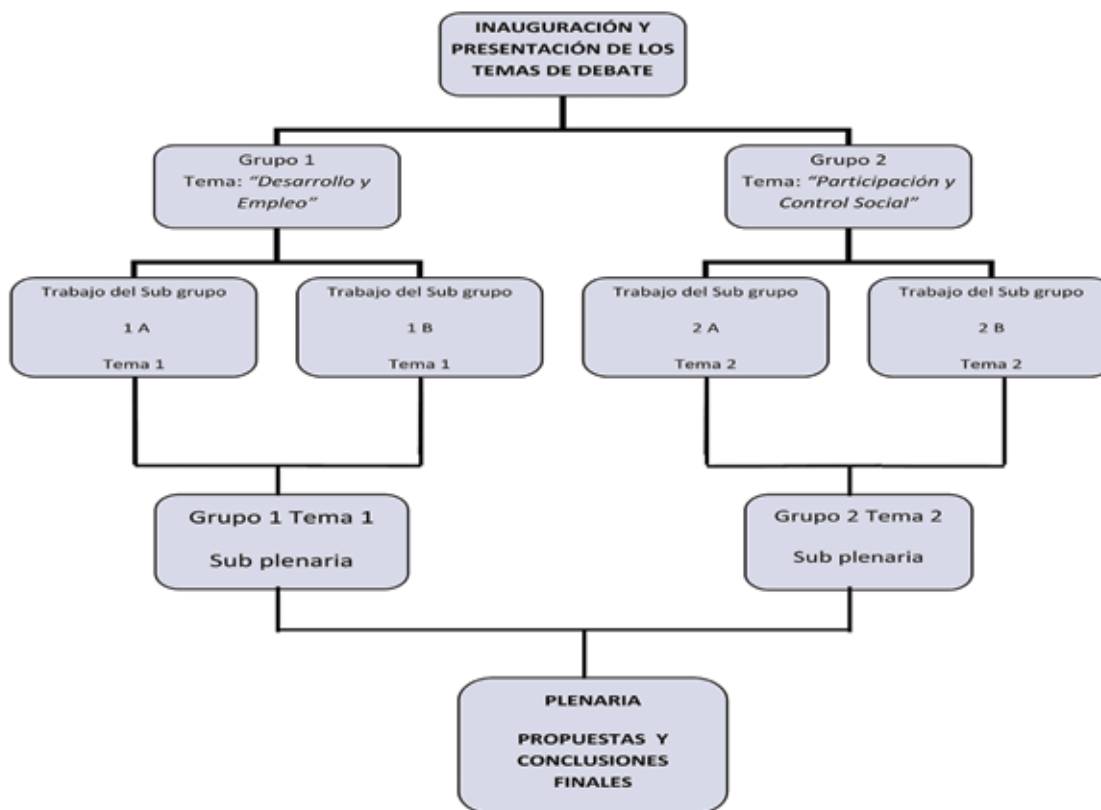 INAUGURACIÓN Y
PRESENTACIÓN DE LOS
TEMAS DE DEBATE
Grupo 1
Tema: “Desarrollo y
Empleo”
Grupo 2
Tema: “Participación y
Control Social”
Trabajo del Sub grupo
1 A
Tema 1
Trabajo del Sub grupo
1 B
Tema 1
Trabajo del Sub grupo
2 A
Tema 2
Trabajo del Sub grupo
2 B
Tema 2
Grupo 1 Tema 1
Sub plenaria
Grupo 2 Tema 2
Sub plenaria
PLENARIA
PROPUESTAS Y
CONCLUSIONES
FINALES